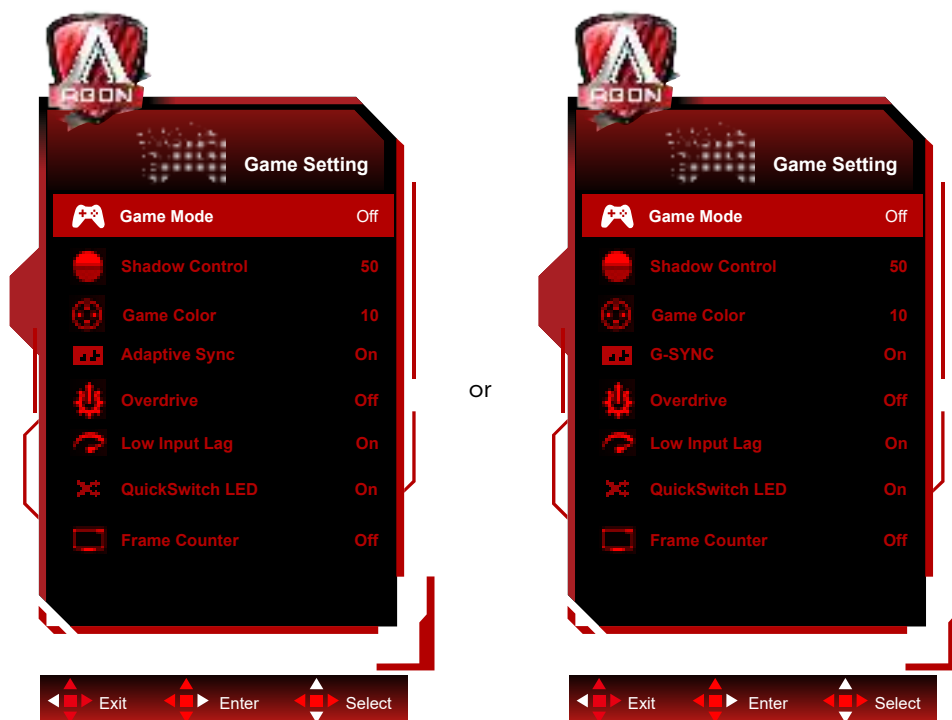 AGON
Game Setting
Game Mode Off
Shadow Control 50
Game Color 10
Adaptive Sync On
Overdrive Off
Low Input Lag On
QuickSwitch LED On
Frame Counter Off
Exit Enter Select
or
AGON
Game Setting
Game Mode Off
Shadow Control 50
Game Color 10
G-SYNC On
Overdrive Off
Low Input Lag On
QuickSwitch LED On
Frame Counter Off
Exit Enter Select